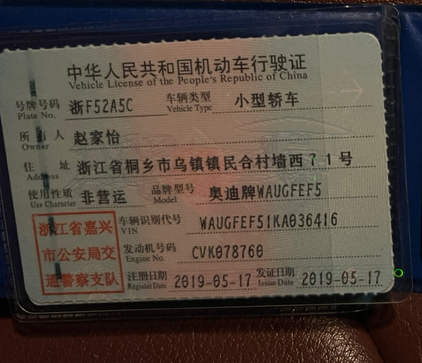 中华人民共和国机动车行驶证
Vehicle License of the People's Republic of China
号牌号码 浙F52A5C 车辆类型 小型轿车
Plate No. Vehicle Type
所有人 赵家怡
Owner
住址 浙江省桐乡市乌镇镇民合村墙西71号
Address
使用性质 非营运 品牌型号 奥迪牌WAUGFEF5
Use Character Model
浙江省嘉兴
市公安局交
通警察支队
车辆识别代号 WAUGFEF51KA036416
VIN
发动机号码 CVK078760
Engine No.
注册日期 2019-05-17 发证日期 2019-05-17
Register Date Issue Date